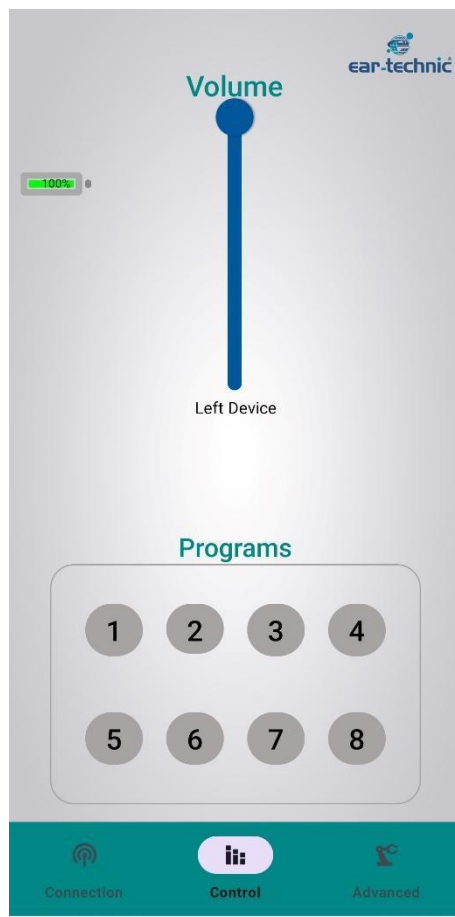 ear-technic
Volume
100%
Left Device
Programs
1 2 3 4
5 6 7 8
Connection Control Advanced